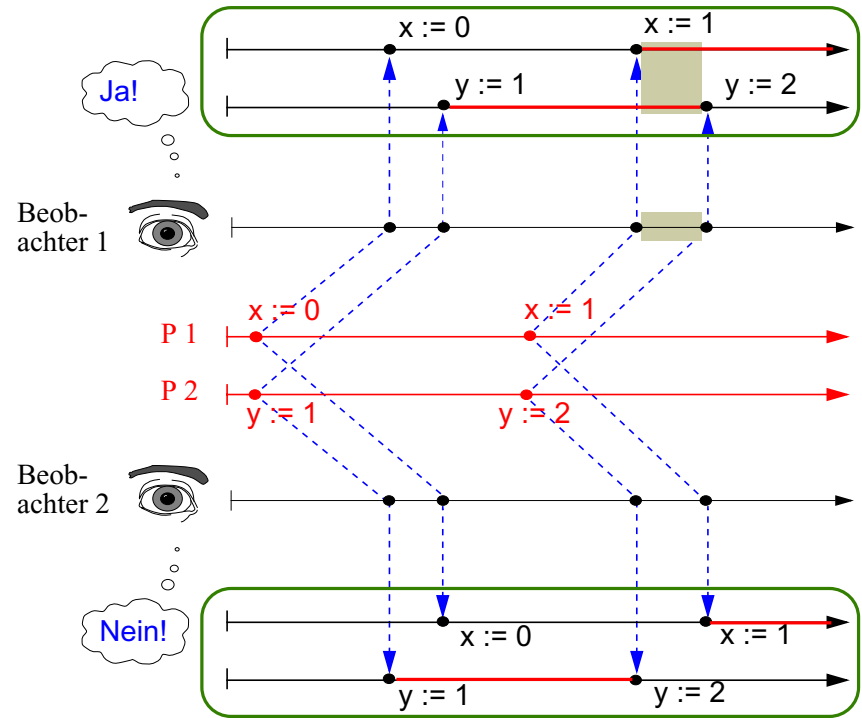 x := 0
x := 1
Ja!
y := 1
y := 2
Beob-
achter 1
x := 0
x := 1
P 1
P 2
y := 1
y := 2
Beob-
achter 2
Nein!
x := 0
x := 1
y := 1
y := 2